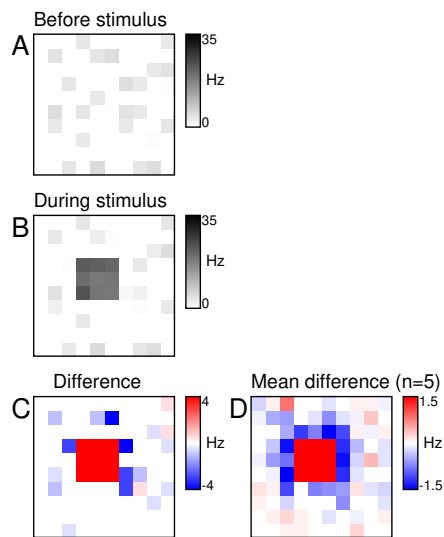 Before stimulus
A
35
Hz
0
During stimulus
B
35
Hz
0
Difference
C
4
Hz
-4
Mean difference (n=5)
D
1.5
Hz
-1.5